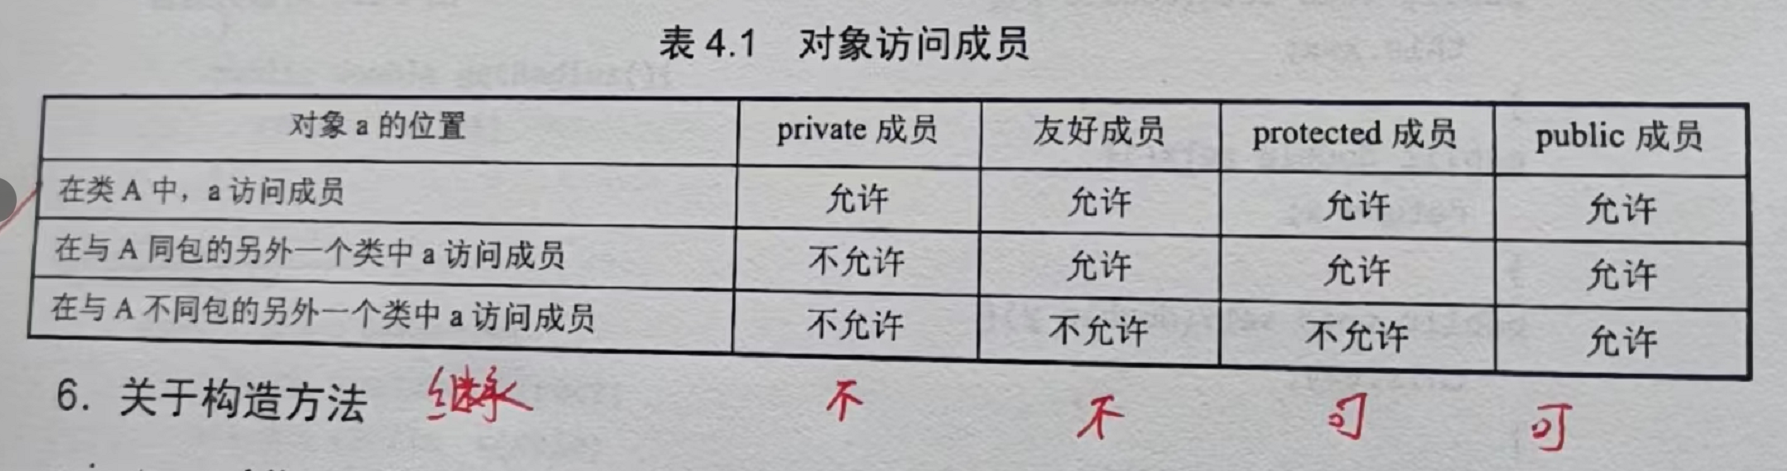 表 4.1 对象访问成员
对象 a 的位置 private 成员 友好成员 protected 成员 public 成员
在类 A 中，a 访问成员 允许 允许 允许 允许
在与 A 同包的另外一个类中 a 访问成员 不允许 允许 允许 允许
在与 A 不同包的另外一个类中 a 访问成员 不允许 不允许 不允许 允许
6. 关于构造方法 继承 不 不 可 可